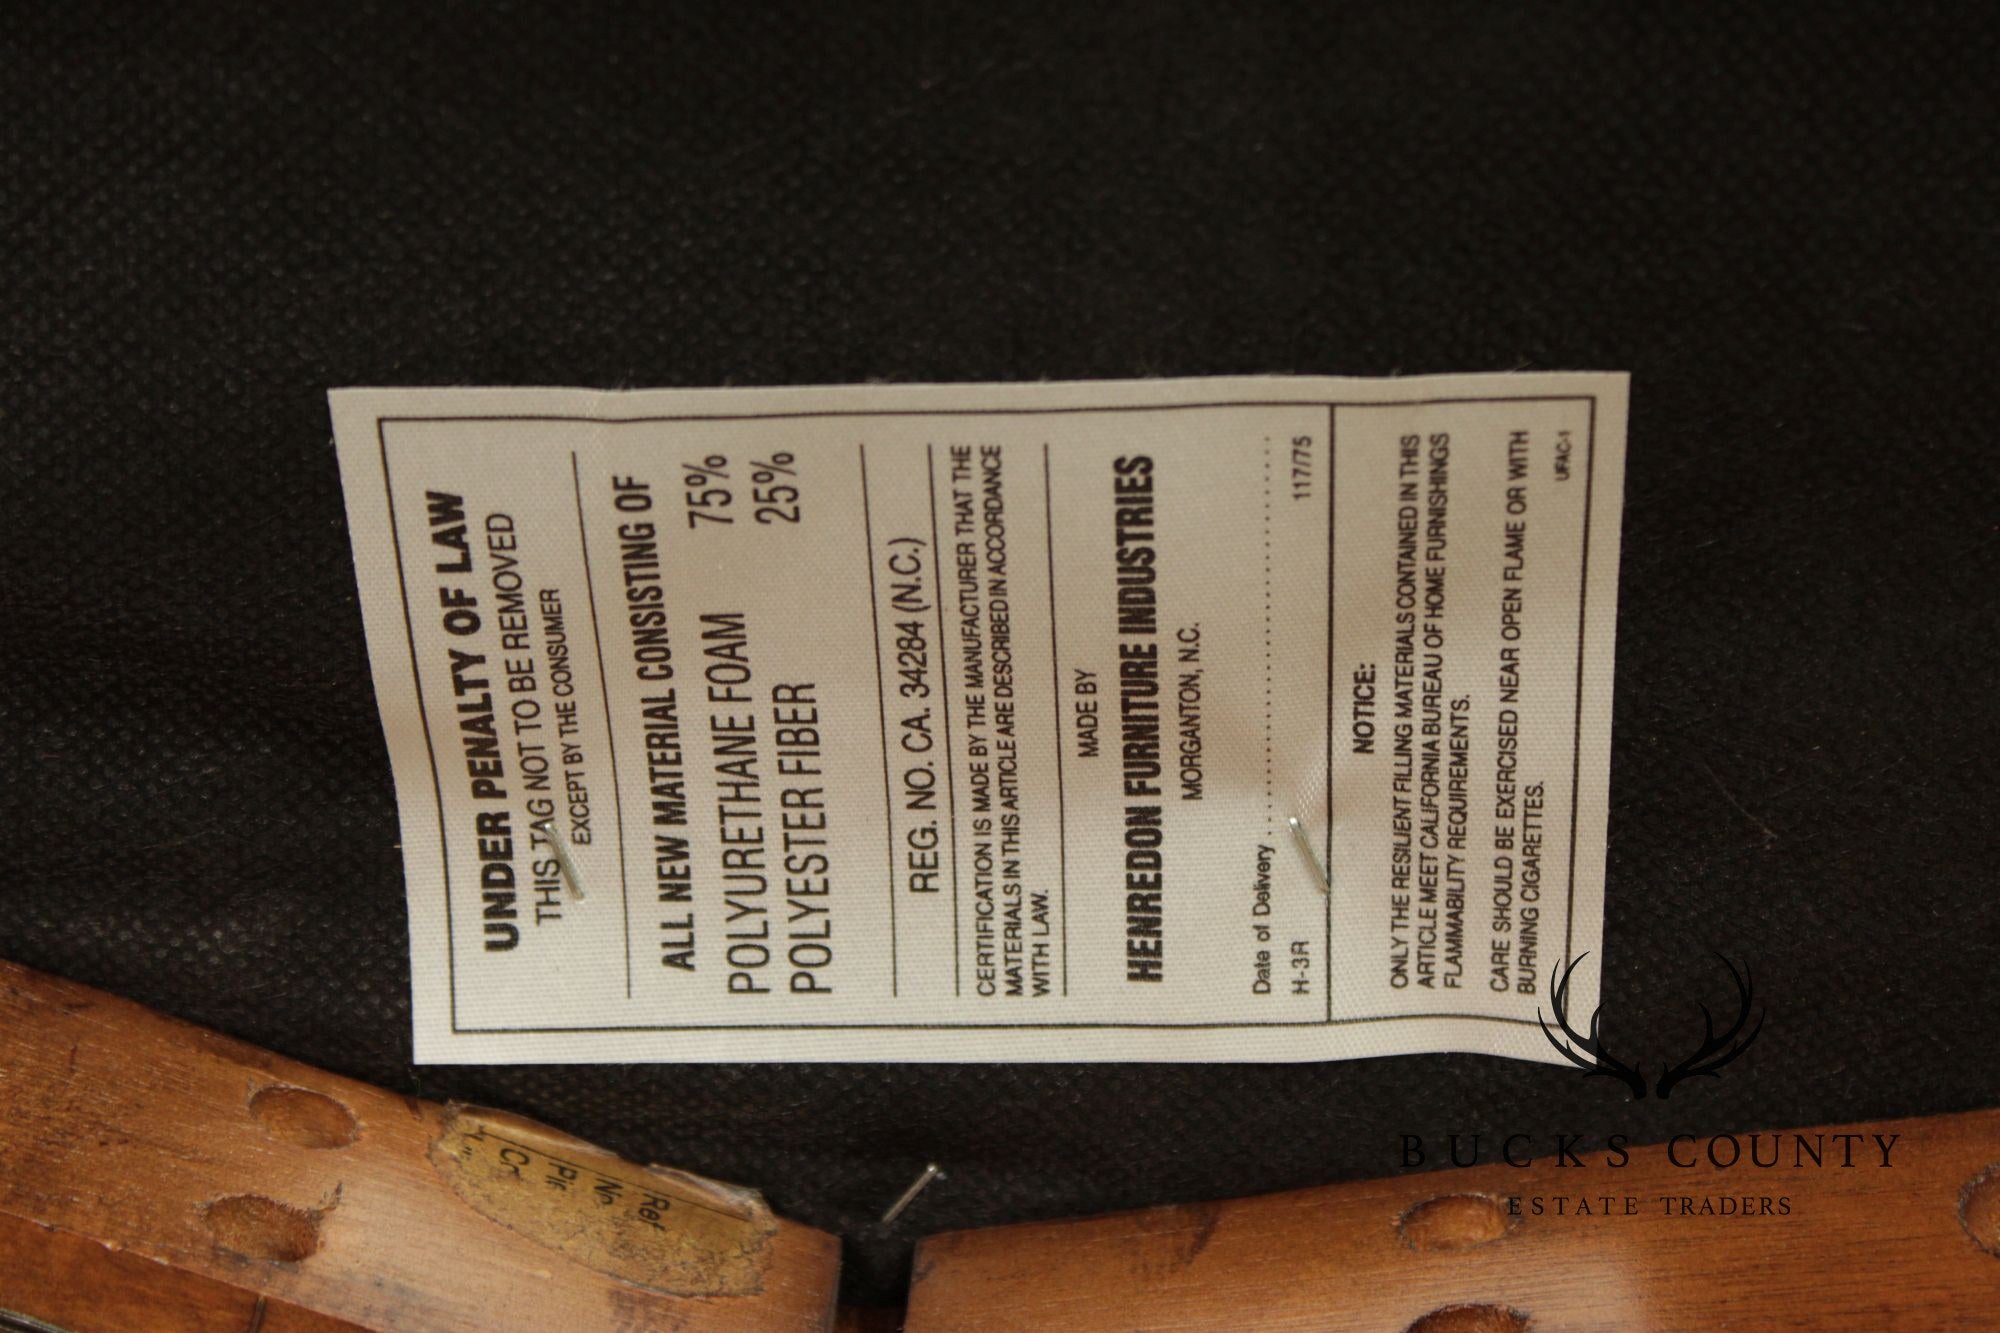 UNDER PENALTY OF LAW
THIS TAG NOT TO BE REMOVED
EXCEPT BY THE CONSUMER
ALL NEW MATERIAL CONSISTING OF
POLYURETHANE FOAM 75%
POLYESTER FIBER 25%
REG. NO. CA. 34284 (N.C.)
CERTIFICATION IS MADE BY THE MANUFACTURER THAT THE
MATERIALS IN THIS ARTICLE ARE DESCRIBED IN ACCORDANCE
WITH LAW.
MADE BY
HENREDON FURNITURE INDUSTRIES
MORGANTON, N.C.
Date of Delivery
H-3R 117/75
NOTICE:
ONLY THE RESILIENT FILLING MATERIALS CONTAINED IN THIS
ARTICLE MEET CALIFORNIA BUREAU OF HOME FURNISHINGS
FLAMMABILITY REQUIREMENTS.
CARE SHOULD BE EXERCISED NEAR OPEN FLAME OR WITH
BURNING CIGARETTES.
UFAC-1
Ref
No
BUCKS COUNTY
ESTATE TRADERS